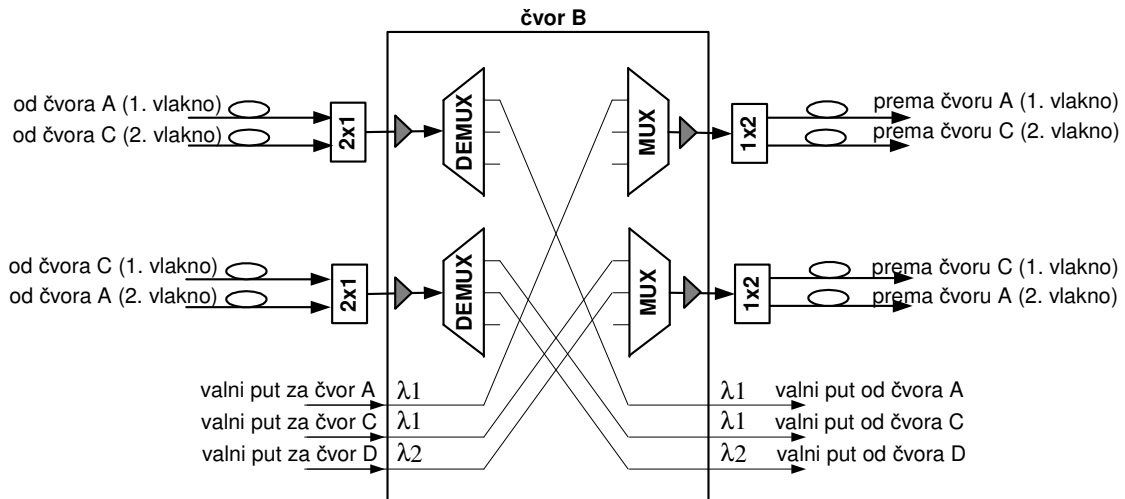 čvor B
od čvora A (1. vlakno)
od čvora C (2. vlakno)
2x1
DEMUX
MUX
1x2
prema čvoru A (1. vlakno)
prema čvoru C (2. vlakno)
od čvora C (1. vlakno)
od čvora A (2. vlakno)
2x1
DEMUX
MUX
1x2
prema čvoru C (1. vlakno)
prema čvoru A (2. vlakno)
valni put za čvor A λ1
λ1 valni put od čvora A
valni put za čvor C λ1
λ1 valni put od čvora C
valni put za čvor D λ2
λ2 valni put od čvora D